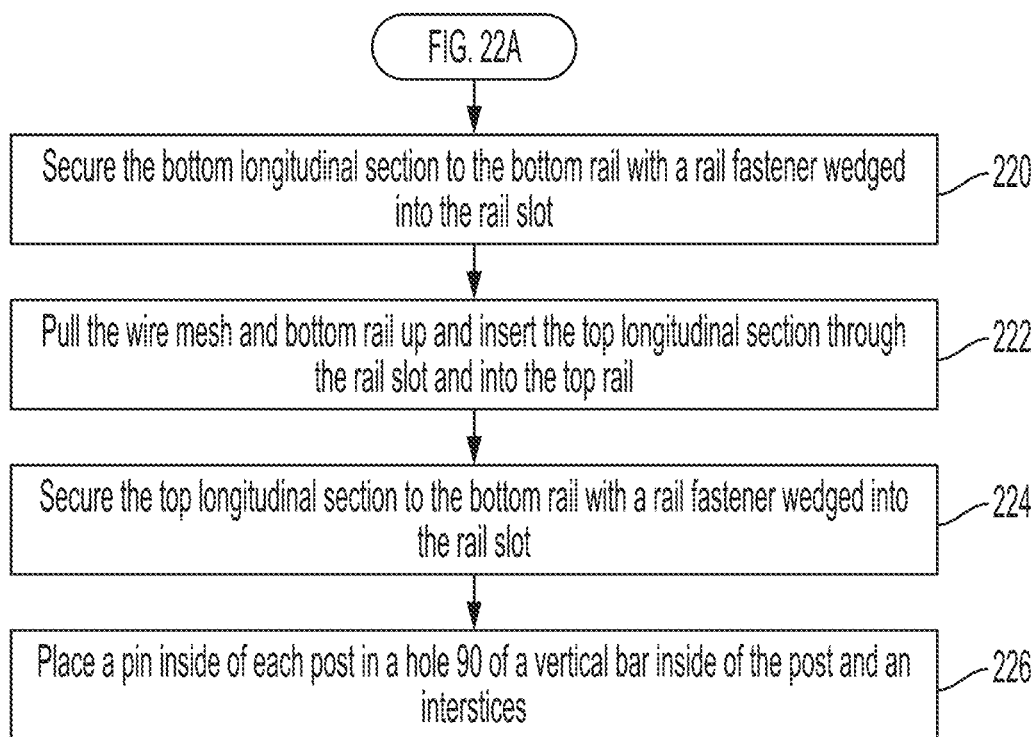 FIG. 22A
Secure the bottom longitudinal section to the bottom rail with a rail fastener wedged
into the rail slot
220
Pull the wire mesh and bottom rail up and insert the top longitudinal section through
the rail slot and into the top rail
222
Secure the top longitudinal section to the bottom rail with a rail fastener wedged into
the rail slot
224
Place a pin inside of each post in a hole 90 of a vertical bar inside of the post and an
interstices
226